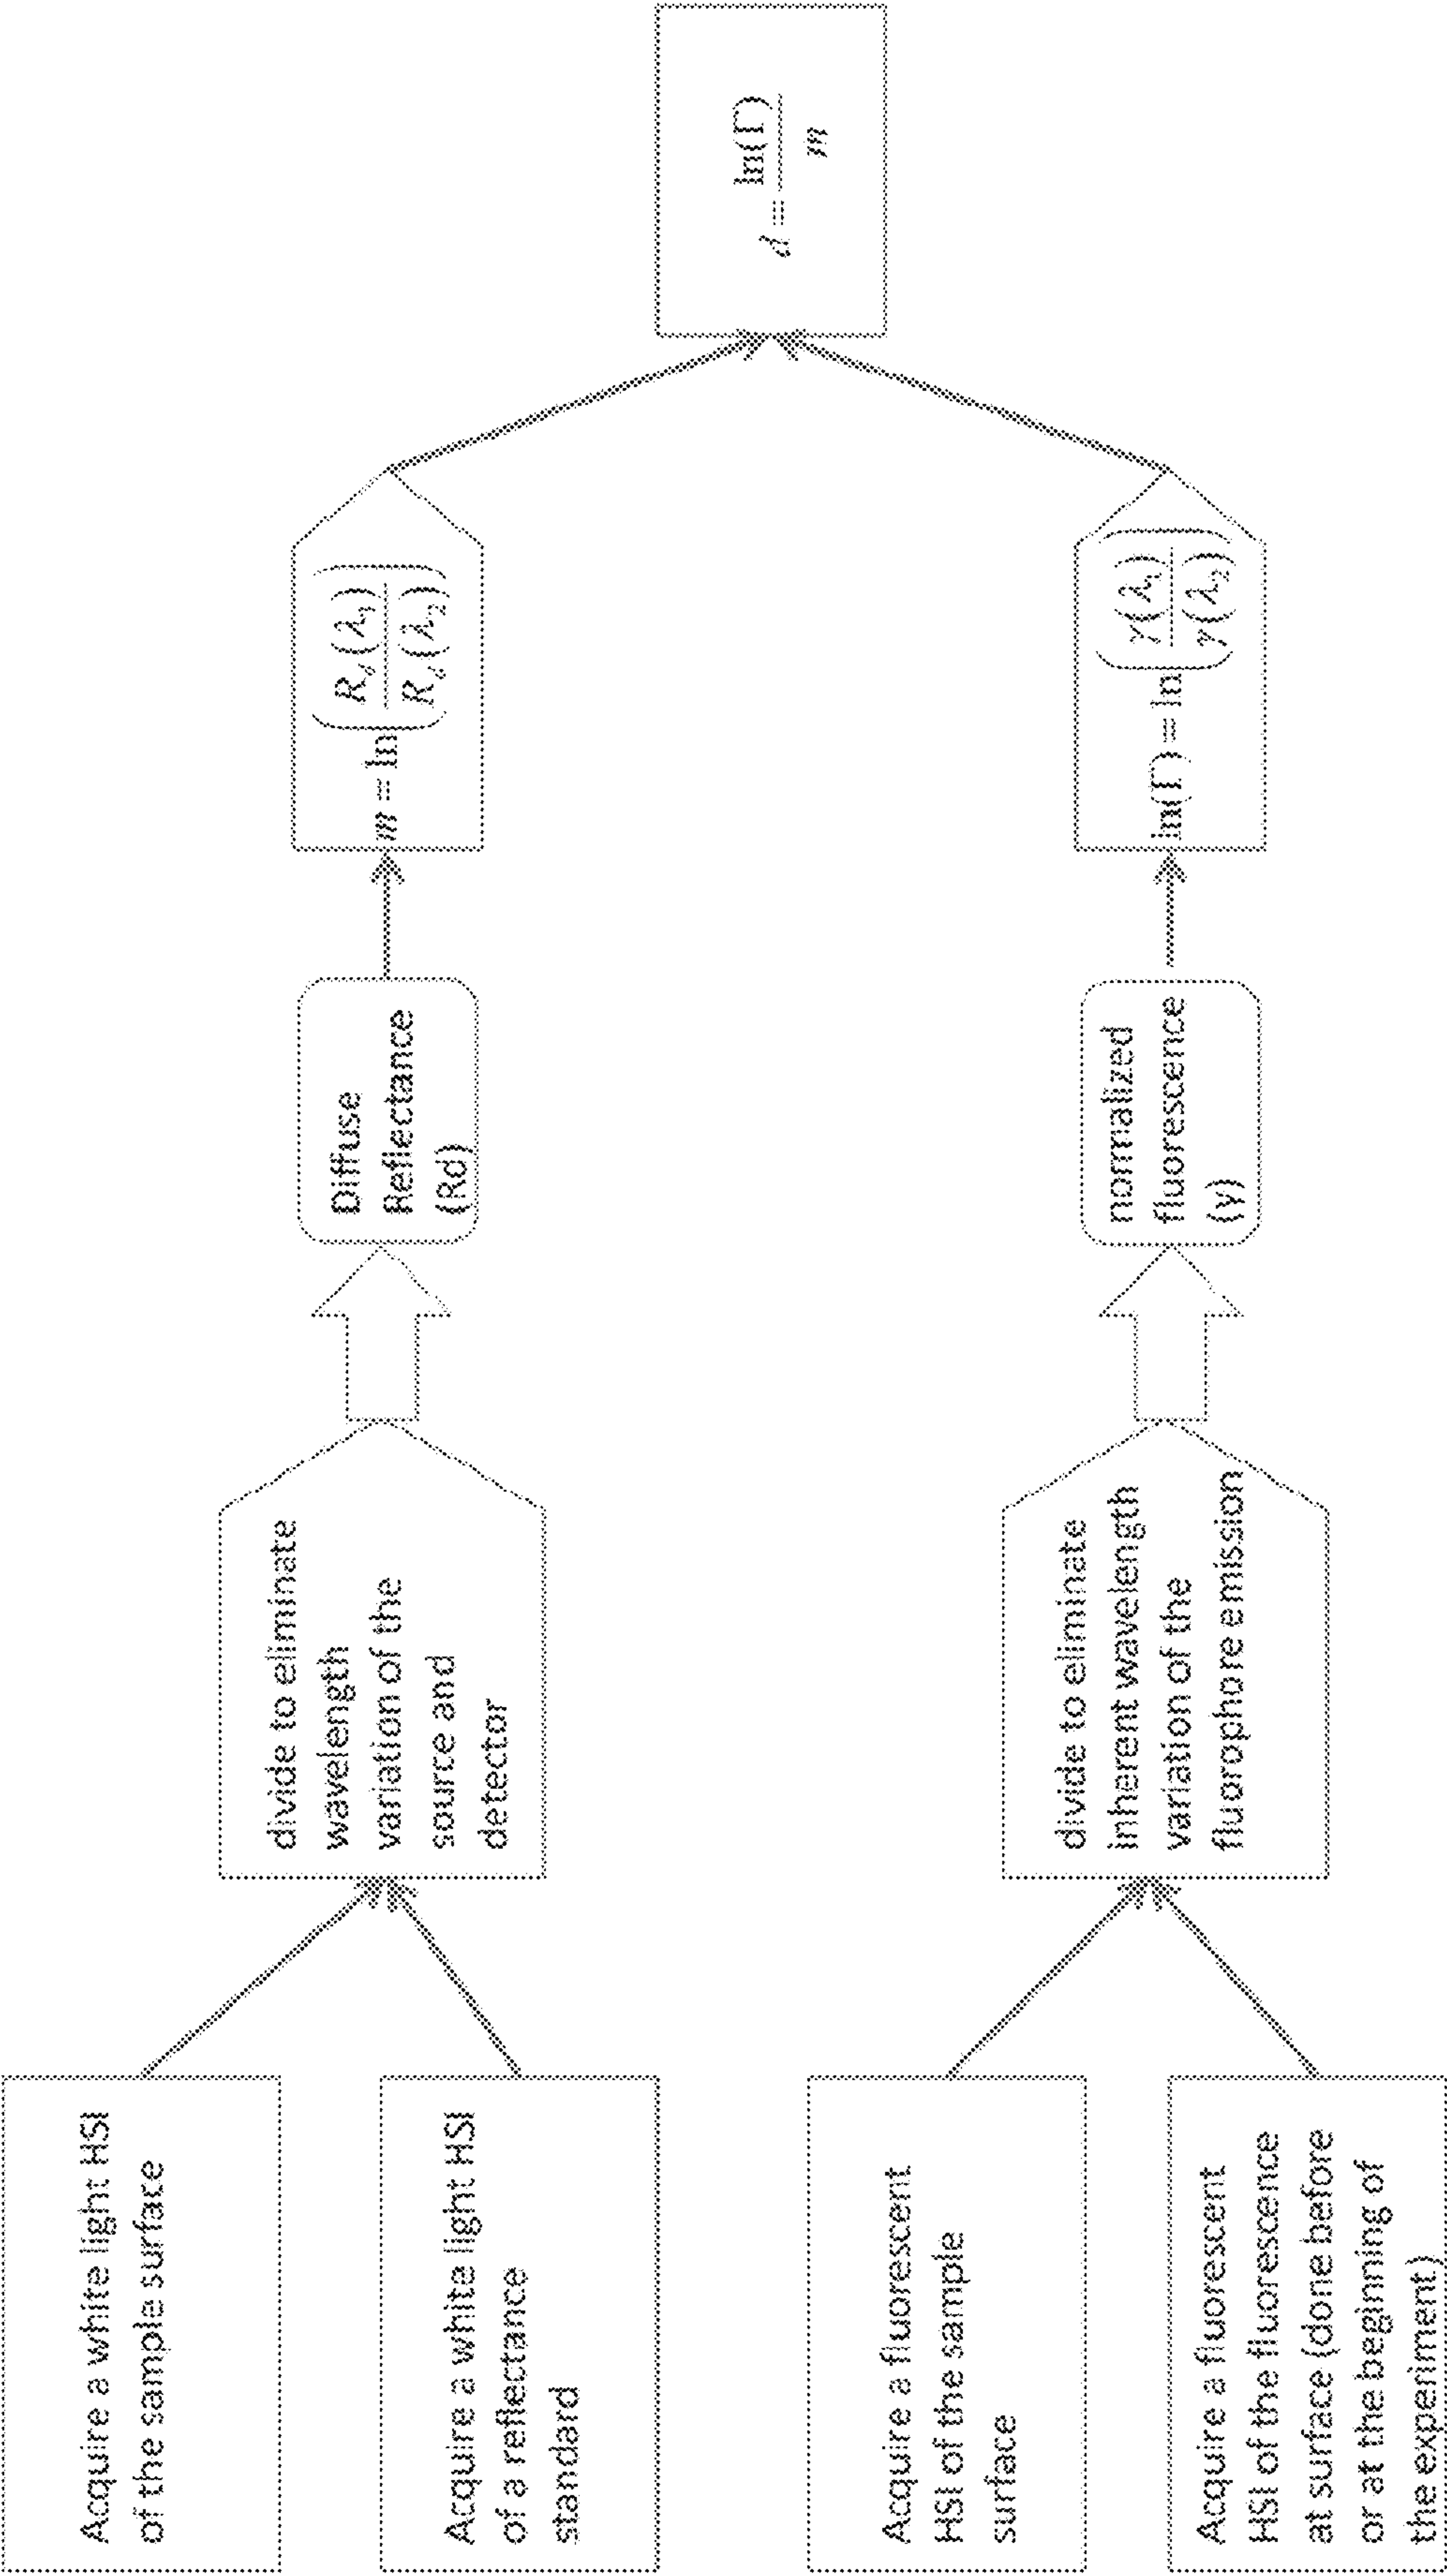 Acquire a white light HSI
of the sample surface
Acquire a white light HSI
of a reflectance
standard
divide to eliminate
wavelength
variation of the
source and
detector
Diffuse
Reflectance
(Rd)
m = ln(R_d(λ₁)/R_d(λ₂))
Acquire a fluorescent
HSI of the sample
surface
Acquire a fluorescent
HSI of the fluorescence
at surface (done before
or at the beginning of
the experiment)
divide to eliminate
inherent wavelength
variation of the
fluorophore emission
normalized
fluorescence
(γ)
ln(Γ) = ln(γ(λ₁)/γ(λ₂))
d = ln(Γ)/m